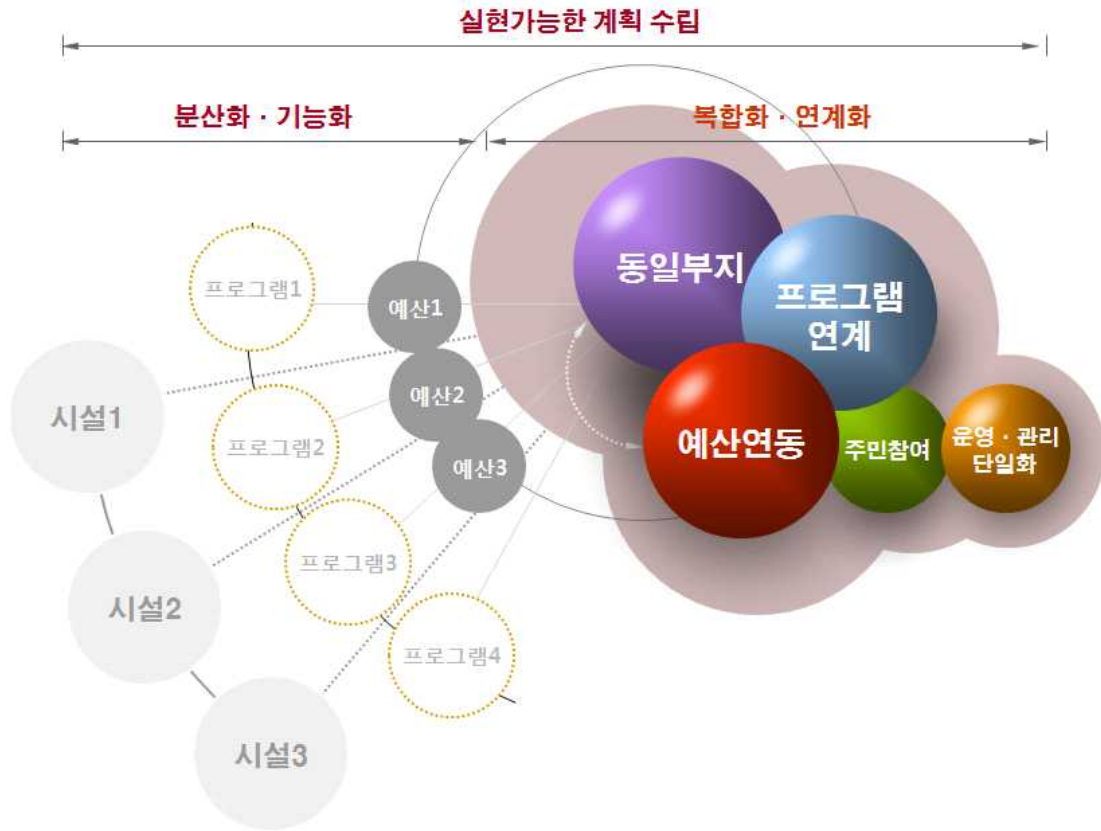 실현가능한 계획 수립
분산화 · 기능화
복합화 · 연계화
프로그램1
예산1
동일부지
프로그램
연계
시설1
예산2
프로그램2
예산3
예산연동
주민참여
운영 · 관리
단일화
프로그램3
시설2
프로그램4
시설3